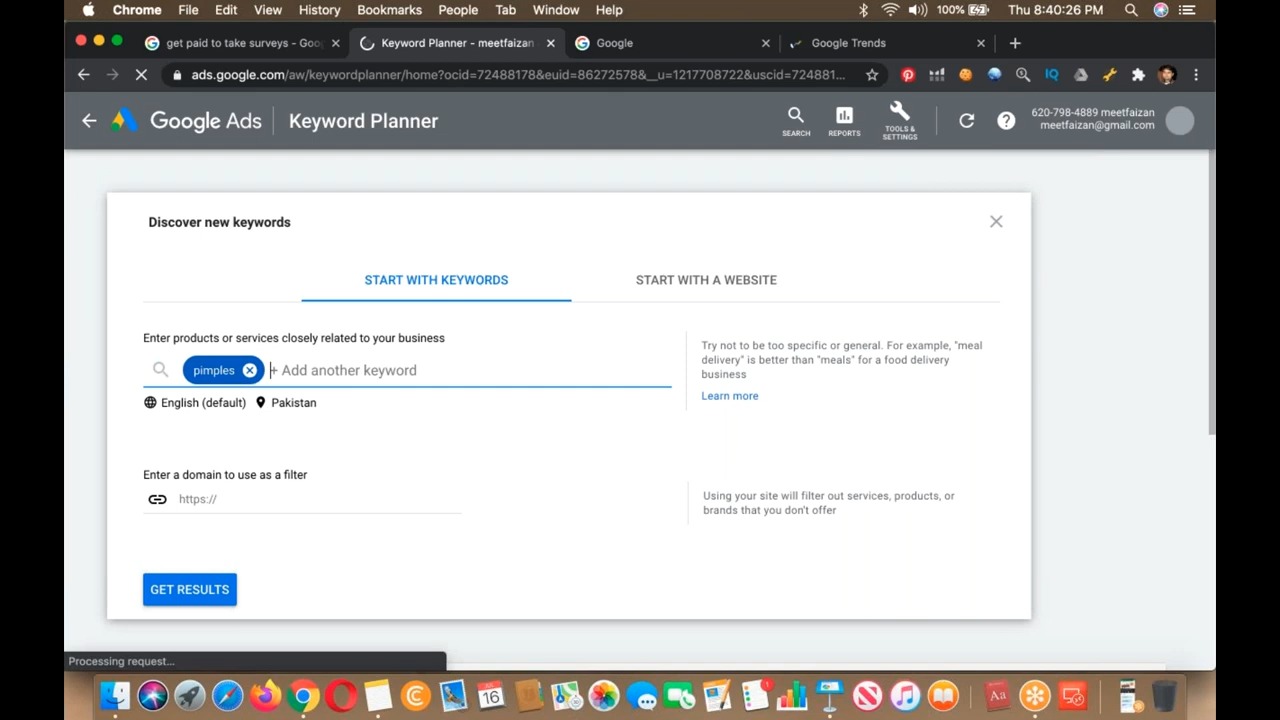 Chrome File Edit View History Bookmarks People Tab Window Help 100% Thu 8:40:26 PM
get paid to take surveys - Goo Keyword Planner - meetfaizan Google Google Trends
ads.google.com/aw/keywordplanner/home?ocid=72488178&euid=86272578&__u=1217708722&uscid=724881...
Google Ads Keyword Planner SEARCH REPORTS TOOLS & SETTINGS 620-798-4889 meetfaizan
meetfaizan@gmail.com
Discover new keywords
START WITH KEYWORDS START WITH A WEBSITE
Enter products or services closely related to your business
pimples + Add another keyword
English (default) Pakistan
Try not to be too specific or general. For example, "meal
delivery" is better than "meals" for a food delivery
business
Learn more
Enter a domain to use as a filter
https://
Using your site will filter out services, products, or
brands that you don't offer
GET RESULTS
Processing request...
16
Aa